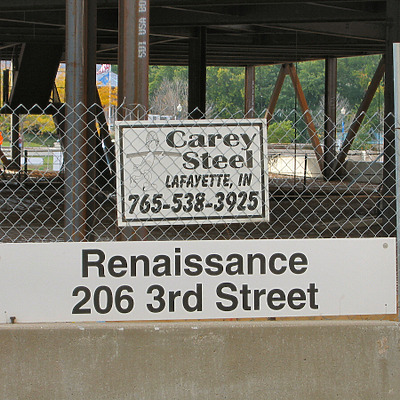 Carey
Steel
LAFAYETTE, IN
765-538-3925
Renaissance
206 3rd Street